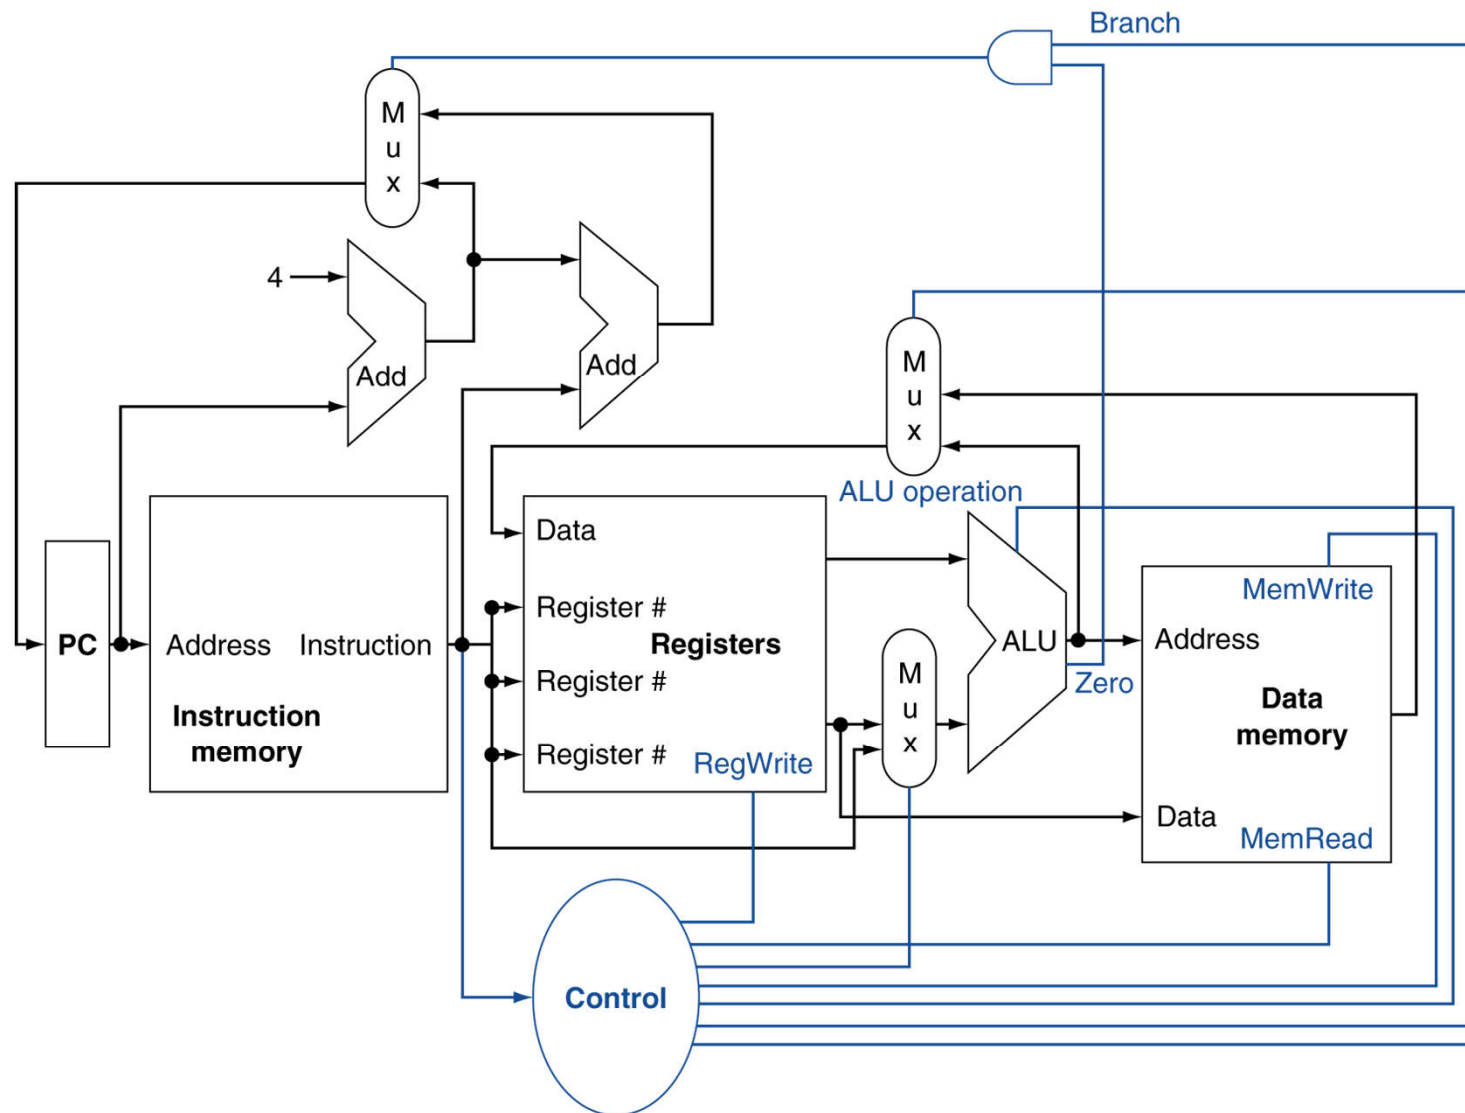 Branch
M
u
x
4
Add
Add
M
u
x
ALU operation
Data
MemWrite
Register #
PC
Address
Instruction
Registers
ALU
Address
Register #
M
u
x
Zero
Instruction
memory
Data
memory
Register #
RegWrite
Data
MemRead
Control